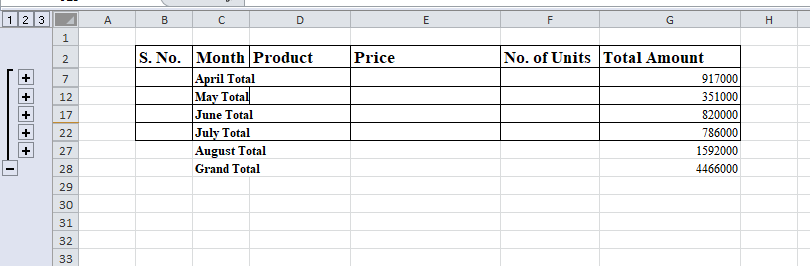 1 2 3 A B C D E F G H
1
2 S. No. Month Product Price No. of Units Total Amount
7 April Total 917000
12 May Total 351000
17 June Total 820000
22 July Total 786000
27 August Total 1592000
28 Grand Total 4466000
29
30
31
32
33